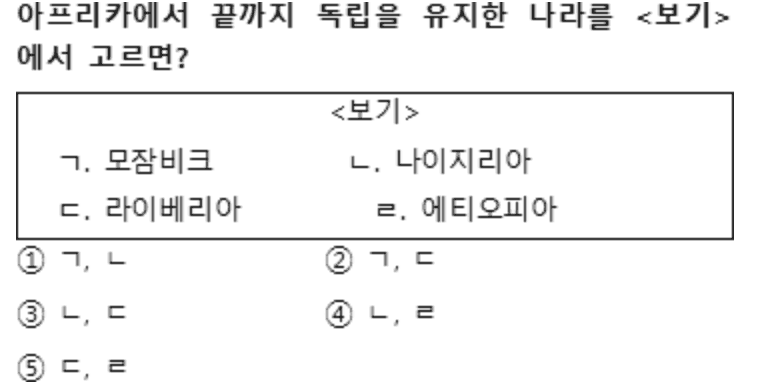 아프리카에서 끝까지 독립을 유지한 나라를 <보기>
에서 고르면?
<보기>
ㄱ. 모잠비크 ㄴ. 나이지리아
ㄷ. 라이베리아 ㄹ. 에티오피아
① ㄱ, ㄴ ② ㄱ, ㄷ
③ ㄴ, ㄷ ④ ㄴ, ㄹ
⑤ ㄷ, ㄹ